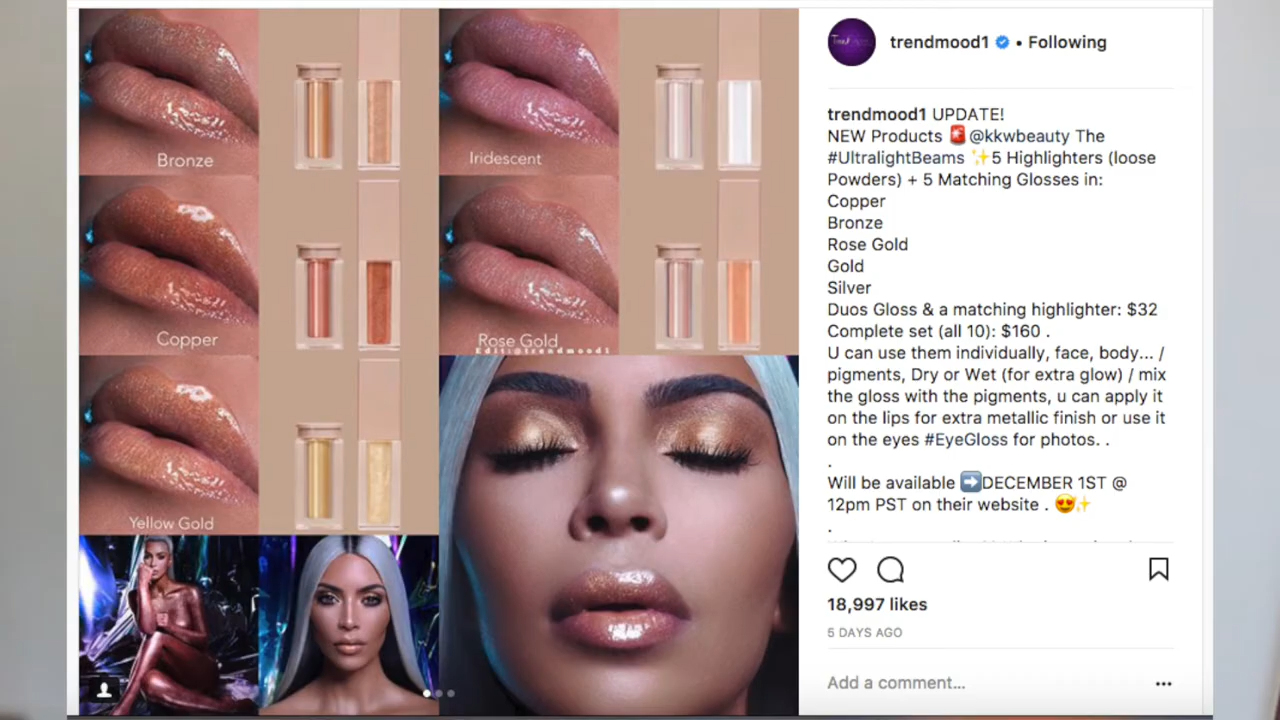 Bronze
Iridescent
Copper
Rose Gold
Edit:@trendmood1
Yellow Gold
trendmood1 • Following
trendmood1 UPDATE!
NEW Products 🚨@kkwbeauty The
#UltralightBeams ✨5 Highlighters (loose
Powders) + 5 Matching Glosses in:
Copper
Bronze
Rose Gold
Gold
Silver
Duos Gloss & a matching highlighter: $32
Complete set (all 10): $160 .
U can use them individually, face, body... /
pigments, Dry or Wet (for extra glow) / mix
the gloss with the pigments, u can apply it
on the lips for extra metallic finish or use it
on the eyes #EyeGloss for photos. .
.
Will be available ➡️DECEMBER 1ST @
12pm PST on their website . 😍✨
.
18,997 likes
5 DAYS AGO
Add a comment...